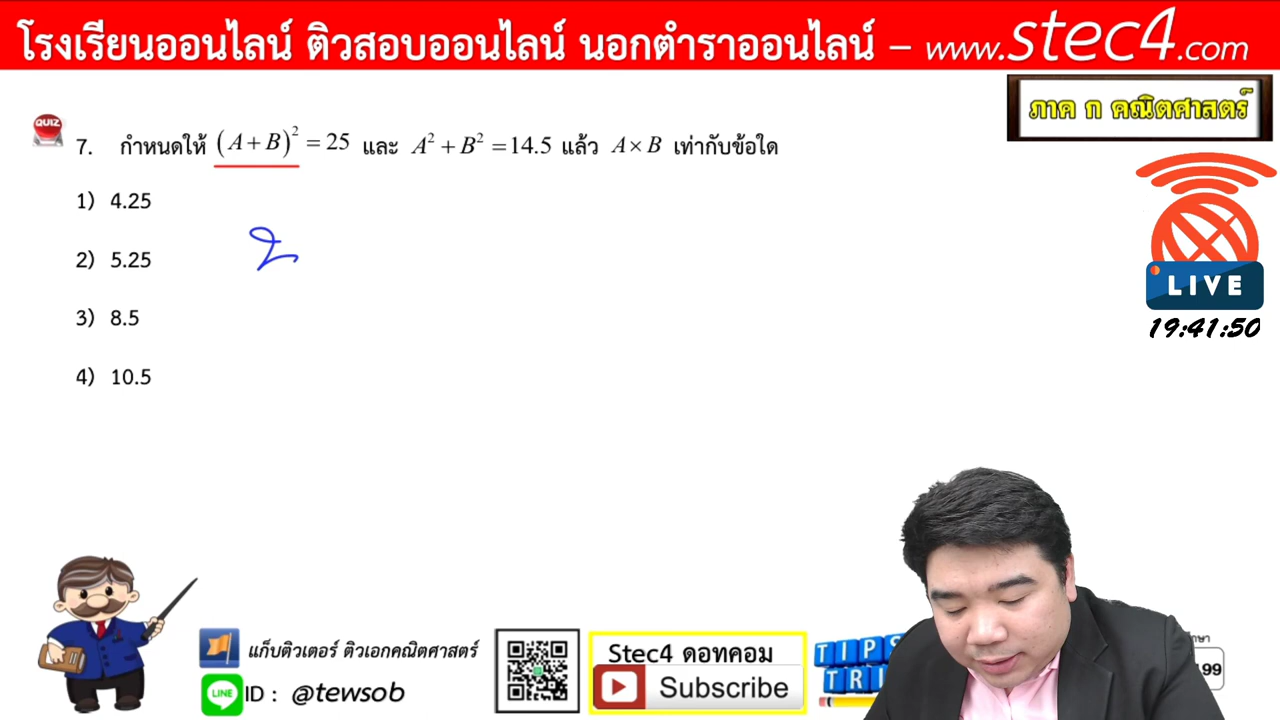 โรงเรียนออนไลน์ ติวสอบออนไลน์ นอกตำราออนไลน์ – www.stec4.com
ภาค ก คณิตศาสตร์
QUIZ
7. กำหนดให้ (A+B)² = 25 และ A² + B² = 14.5 แล้ว A × B เท่ากับข้อใด
1) 4.25
2) 5.25
3) 8.5
4) 10.5
LIVE
19:41:50
แก็บติวเตอร์ ติวเอกคณิตศาสตร์
LINE ID : @tewsob
Stec4 ดอทคอม
Subscribe
TIPS
TRI
99